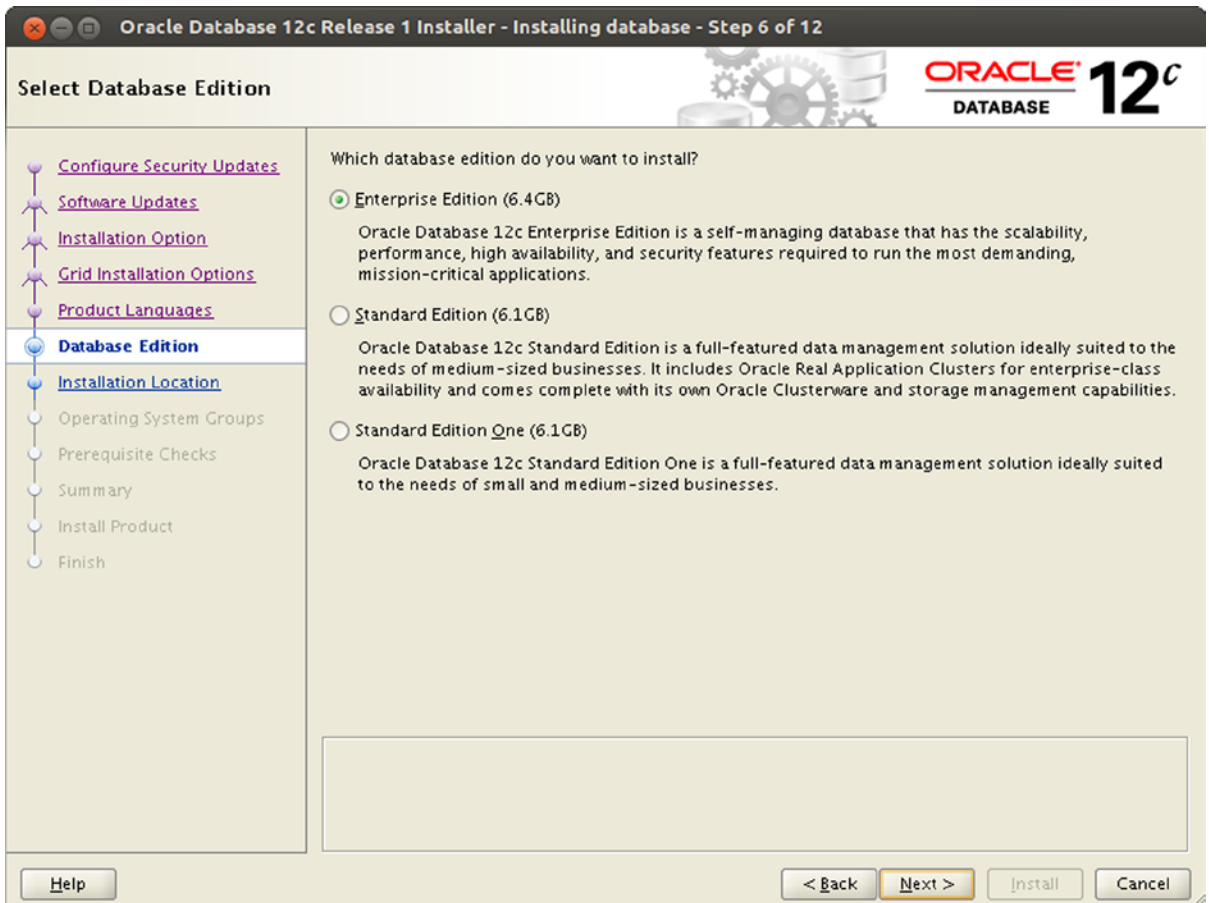 Oracle Database 12c Release 1 Installer - Installing database - Step 6 of 12
Select Database Edition
ORACLE DATABASE 12c
Configure Security Updates
Software Updates
Installation Option
Grid Installation Options
Product Languages
Database Edition
Installation Location
Operating System Groups
Prerequisite Checks
Summary
Install Product
Finish
Which database edition do you want to install?
Enterprise Edition (6.4GB)
Oracle Database 12c Enterprise Edition is a self-managing database that has the scalability,
performance, high availability, and security features required to run the most demanding,
mission-critical applications.
Standard Edition (6.1GB)
Oracle Database 12c Standard Edition is a full-featured data management solution ideally suited to the
needs of medium-sized businesses. It includes Oracle Real Application Clusters for enterprise-class
availability and comes complete with its own Oracle Clusterware and storage management capabilities.
Standard Edition One (6.1GB)
Oracle Database 12c Standard Edition One is a full-featured data management solution ideally suited
to the needs of small and medium-sized businesses.
Help
< Back
Next >
Install
Cancel